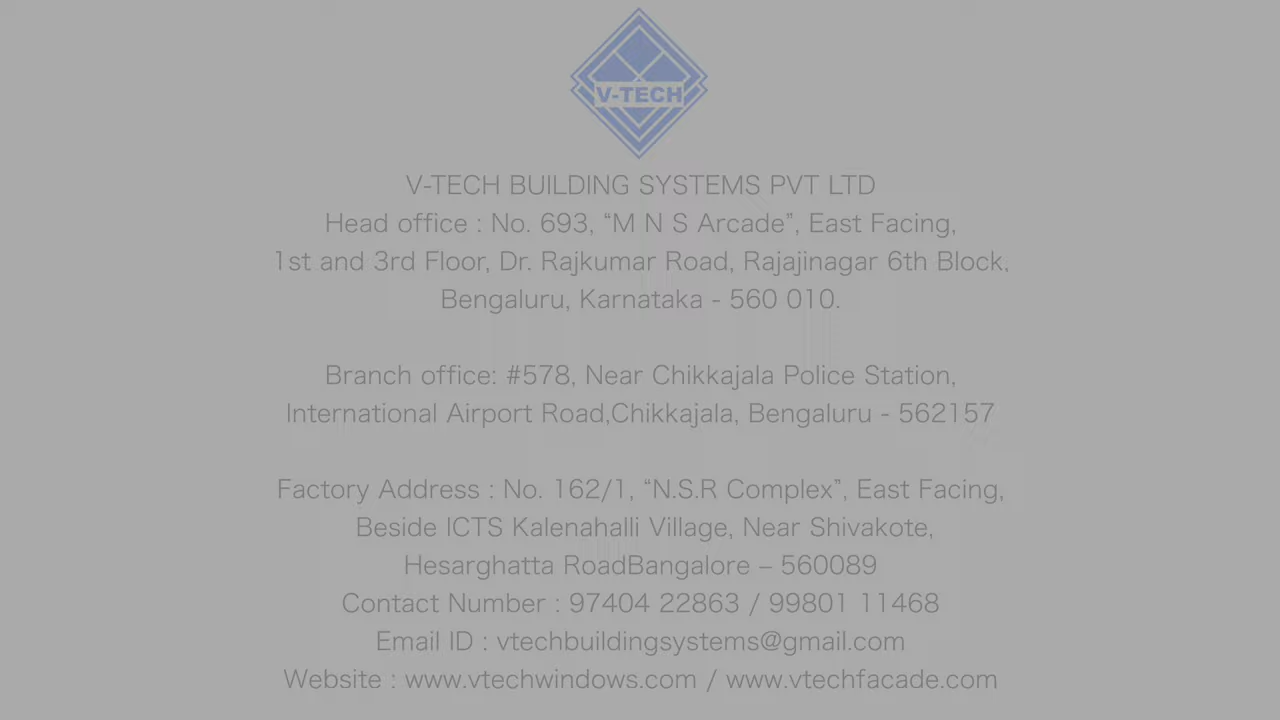 V-TECH
V-TECH BUILDING SYSTEMS PVT LTD
Head office : No. 693, “M N S Arcade”, East Facing,
1st and 3rd Floor, Dr. Rajkumar Road, Rajajinagar 6th Block,
Bengaluru, Karnataka - 560 010.
Branch office: #578, Near Chikkajala Police Station,
International Airport Road,Chikkajala, Bengaluru - 562157
Factory Address : No. 162/1, “N.S.R Complex”, East Facing,
Beside ICTS Kalenahalli Village, Near Shivakote,
Hesarghatta RoadBangalore – 560089
Contact Number : 97404 22863 / 99801 11468
Email ID : vtechbuildingsystems@gmail.com
Website : www.vtechwindows.com / www.vtechfacade.com